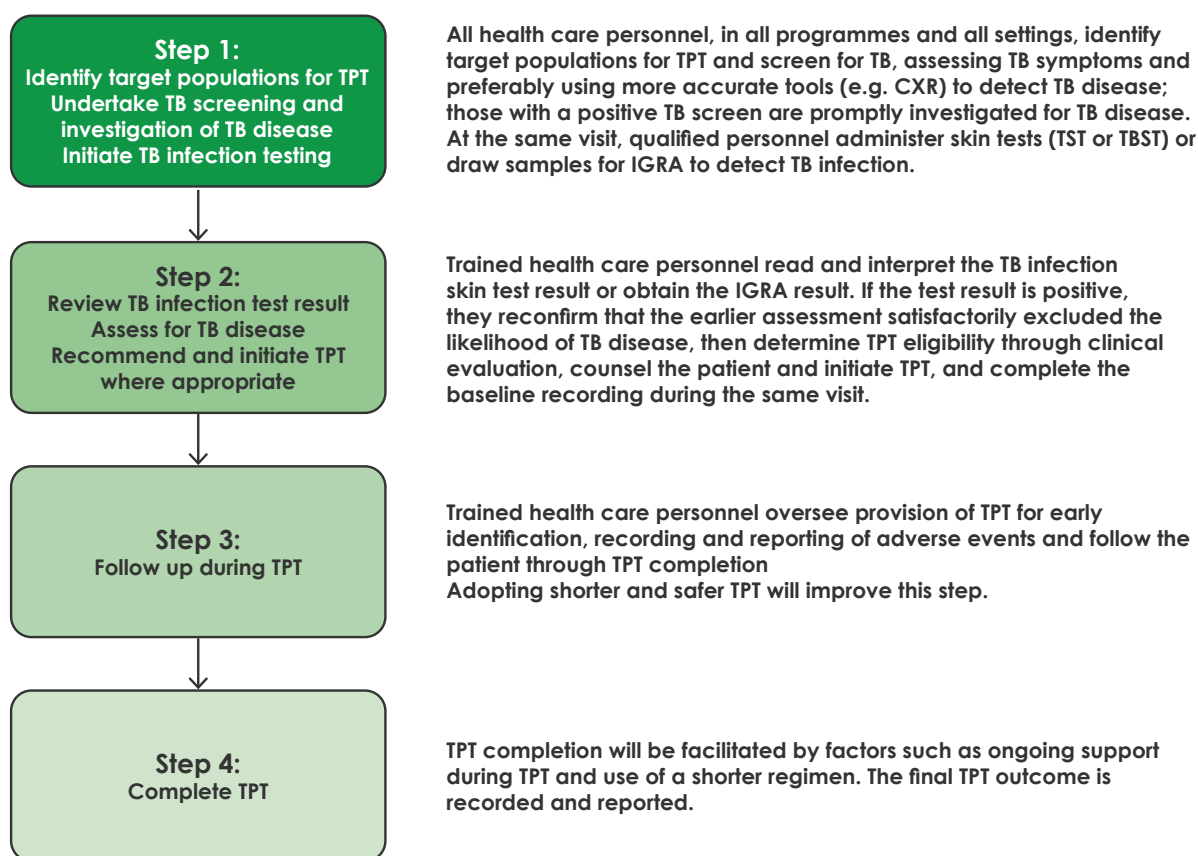 Step 1:
Identify target populations for TPT
Undertake TB screening and
investigation of TB disease
Initiate TB infection testing
All health care personnel, in all programmes and all settings, identify
target populations for TPT and screen for TB, assessing TB symptoms and
preferably using more accurate tools (e.g. CXR) to detect TB disease;
those with a positive TB screen are promptly investigated for TB disease.
At the same visit, qualified personnel administer skin tests (TST or TBST) or
draw samples for IGRA to detect TB infection.
Step 2:
Review TB infection test result
Assess for TB disease
Recommend and initiate TPT
where appropriate
Trained health care personnel read and interpret the TB infection
skin test result or obtain the IGRA result. If the test result is positive,
they reconfirm that the earlier assessment satisfactorily excluded the
likelihood of TB disease, then determine TPT eligibility through clinical
evaluation, counsel the patient and initiate TPT, and complete the
baseline recording during the same visit.
Step 3:
Follow up during TPT
Trained health care personnel oversee provision of TPT for early
identification, recording and reporting of adverse events and follow the
patient through TPT completion
Adopting shorter and safer TPT will improve this step.
Step 4:
Complete TPT
TPT completion will be facilitated by factors such as ongoing support
during TPT and use of a shorter regimen. The final TPT outcome is
recorded and reported.